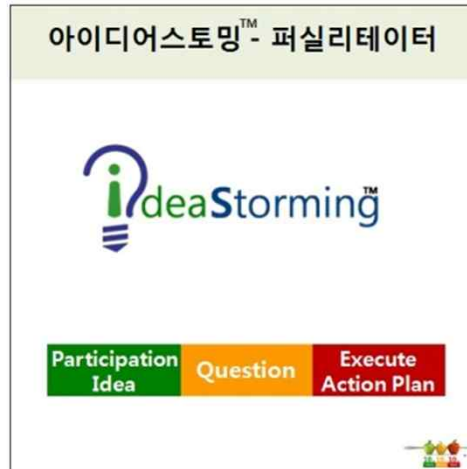 아이디어스토밍™- 퍼실리테이터
ideaStorming™
Participation Idea
Question
Execute Action Plan